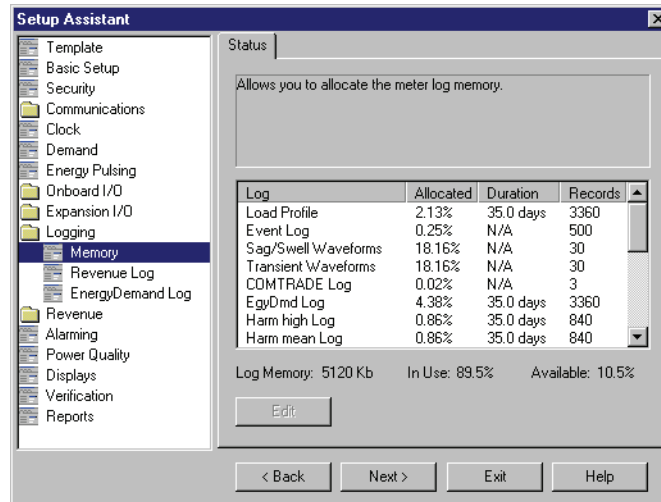 Setup Assistant
Template
Basic Setup
Security
Communications
Clock
Demand
Energy Pulsing
Onboard I/O
Expansion I/O
Logging
Memory
Revenue Log
EnergyDemand Log
Revenue
Alarming
Power Quality
Displays
Verification
Reports
Status
Allows you to allocate the meter log memory.
Log Allocated Duration Records
Load Profile 2.13% 35.0 days 3360
Event Log 0.25% N/A 500
Sag/Swell Waveforms 18.16% N/A 30
Transient Waveforms 18.16% N/A 30
COMTRADE Log 0.02% N/A 3
EgyDmd Log 4.38% 35.0 days 3360
Harm high Log 0.86% 35.0 days 840
Harm mean Log 0.86% 35.0 days 840
Log Memory: 5120 Kb In Use: 89.5% Available: 10.5%
Edit
< Back Next > Exit Help